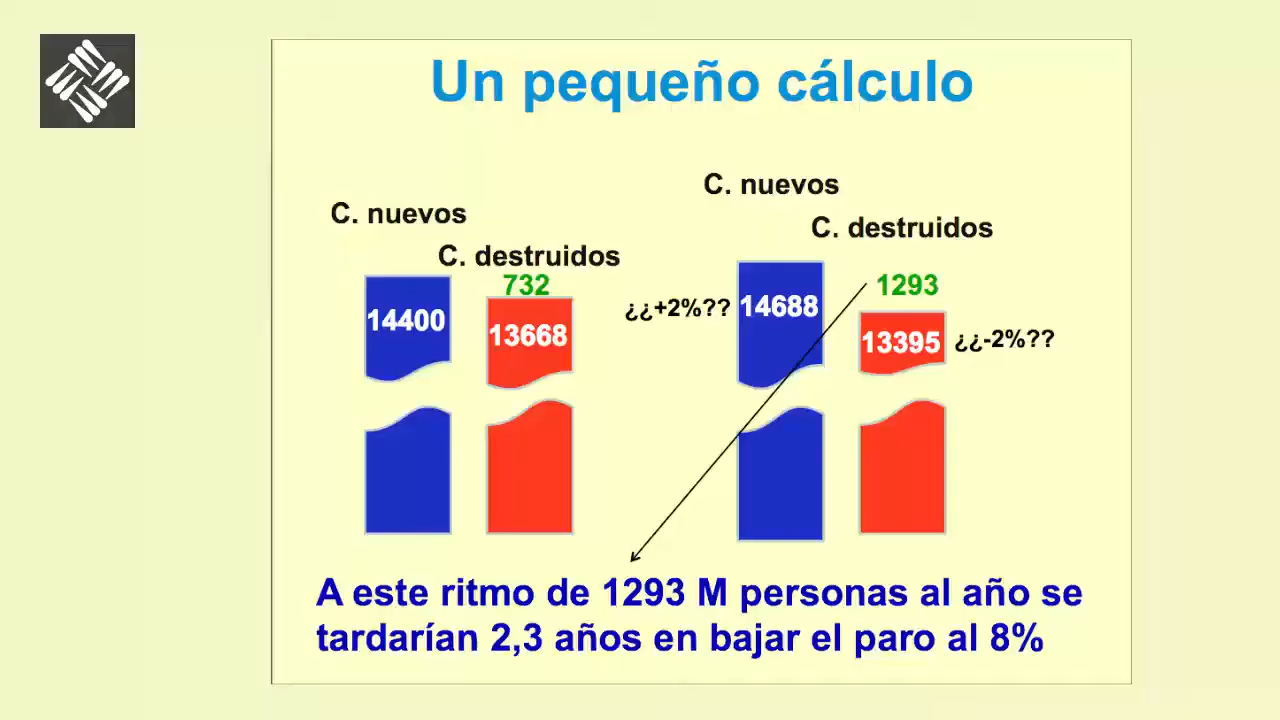 Un pequeño cálculo
C. nuevos
C. destruidos
732
14400
13668
C. nuevos
C. destruidos
1293
¿¿+2%??
14688
13395
¿¿-2%??
A este ritmo de 1293 M personas al año se
tardarían 2,3 años en bajar el paro al 8%